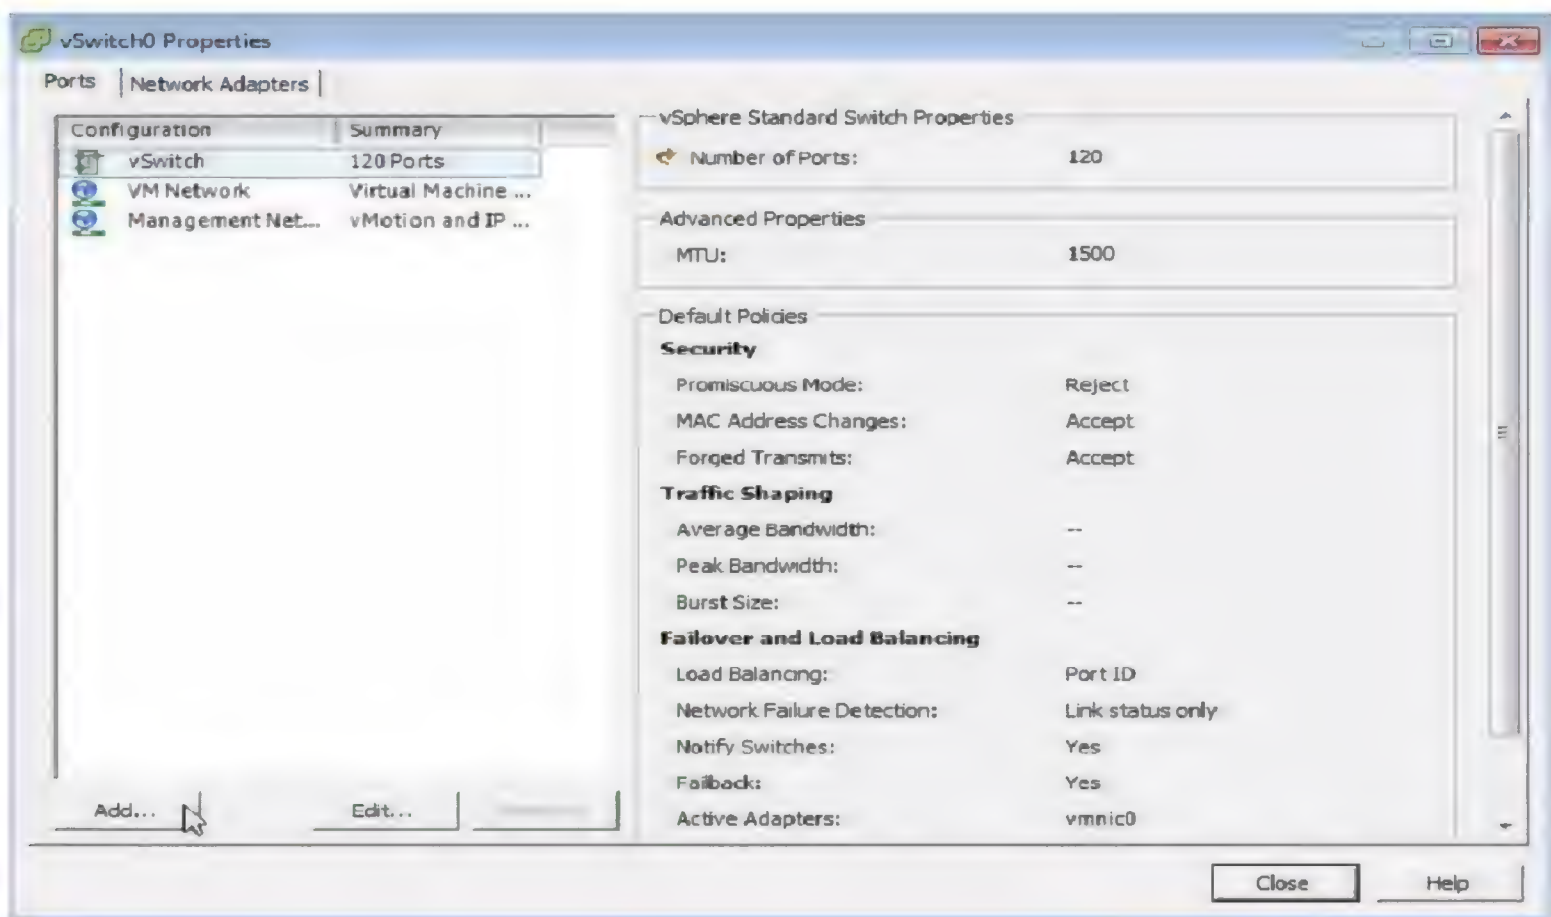 vSwitch0 Properties
Ports
Network Adapters
Configuration Summary
vSwitch 120 Ports
VM Network Virtual Machine ...
Management Net... vMotion and IP ...
Add...
Edit...
vSphere Standard Switch Properties
Number of Ports: 120
Advanced Properties
MTU: 1500
Default Policies
Security
Promiscuous Mode: Reject
MAC Address Changes: Accept
Forged Transmits: Accept
Traffic Shaping
Average Bandwidth: --
Peak Bandwidth: --
Burst Size: --
Failover and Load Balancing
Load Balancing: Port ID
Network Failure Detection: Link status only
Notify Switches: Yes
Failback: Yes
Active Adapters: vmnic0
Close
Help